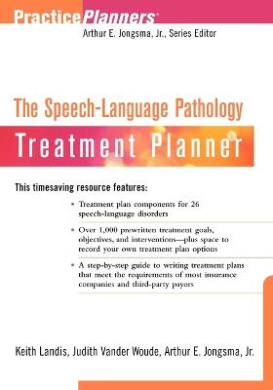 PracticePlanners®
Arthur E. Jongsma, Jr., Series Editor
The Speech-Language Pathology
Treatment Planner
This timesaving resource features:
• Treatment plan components for 26
speech-language disorders
• Over 1,000 prewritten treatment goals,
objectives, and interventions—plus space to
record your own treatment plan options
• A step-by-step guide to writing treatment plans
that meet the requirements of most insurance
companies and third-party payors
Keith Landis, Judith Vander Woude, Arthur E. Jongsma, Jr.